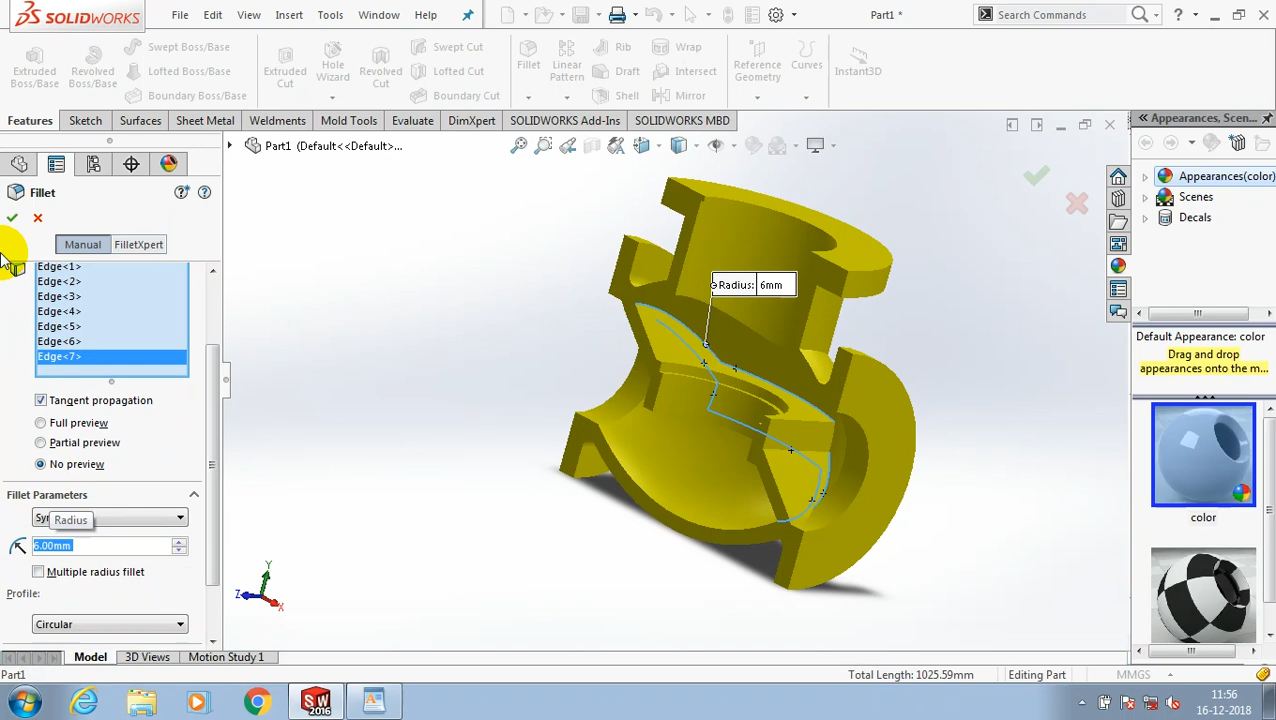 SOLIDWORKS
File
Edit
View
Insert
Tools
Window
Help
Part1 *
Search Commands
Extruded Boss/Base
Revolved Boss/Base
Swept Boss/Base
Lofted Boss/Base
Boundary Boss/Base
Extruded Cut
Hole Wizard
Revolved Cut
Swept Cut
Lofted Cut
Boundary Cut
Fillet
Linear Pattern
Rib
Draft
Shell
Wrap
Intersect
Mirror
Reference Geometry
Curves
Instant3D
Features
Sketch
Surfaces
Sheet Metal
Weldments
Mold Tools
Evaluate
DimXpert
SOLIDWORKS Add-Ins
SOLIDWORKS MBD
Part1 (Default<<Default>...
Fillet
Manual
FilletXpert
Edge<1>
Edge<2>
Edge<3>
Edge<4>
Edge<5>
Edge<6>
Edge<7>
Tangent propagation
Full preview
Partial preview
No preview
Fillet Parameters
Radius
6.00mm
Multiple radius fillet
Profile:
Circular
Radius: 6mm
Z
Y
X
Appearances, Scen...
Appearances(color)
Scenes
Decals
Default Appearance: color
Drag and drop
appearances onto the m...
color
Model
3D Views
Motion Study 1
Part1
Total Length: 1025.59mm
Editing Part
MMGS
SW
2016
11:56
16-12-2018